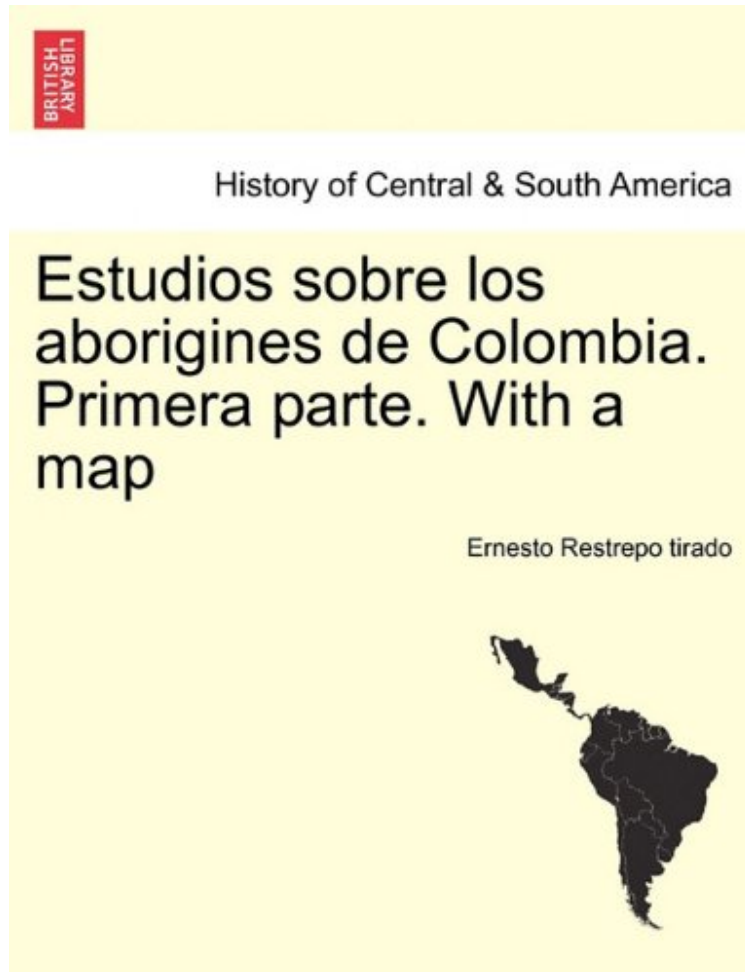 BRITISH
LIBRARY
History of Central & South America
Estudios sobre los
aborigines de Colombia.
Primera parte. With a
map
Ernesto Restrepo tirado